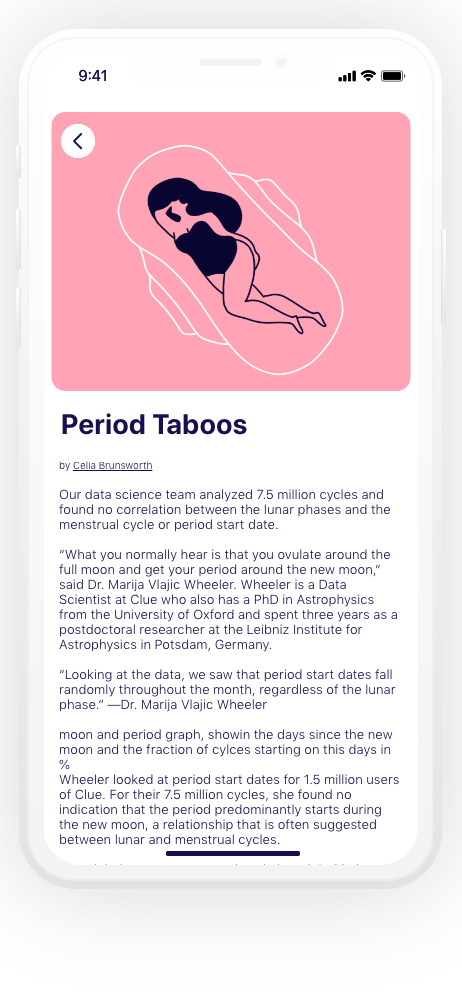 9:41
Period Taboos
by Celia Brunsworth
Our data science team analyzed 7.5 million cycles and
found no correlation between the lunar phases and the
menstrual cycle or period start date.
“What you normally hear is that you ovulate around the
full moon and get your period around the new moon,”
said Dr. Marija Vlajic Wheeler. Wheeler is a Data
Scientist at Clue who also has a PhD in Astrophysics
from the University of Oxford and spent three years as a
postdoctoral researcher at the Leibniz Institute for
Astrophysics in Potsdam, Germany.
“Looking at the data, we saw that period start dates fall
randomly throughout the month, regardless of the lunar
phase.” —Dr. Marija Vlajic Wheeler
moon and period graph, showin the days since the new
moon and the fraction of cylces starting on this days in
%
Wheeler looked at period start dates for 1.5 million users
of Clue. For their 7.5 million cycles, she found no
indication that the period predominantly starts during
the new moon, a relationship that is often suggested
between lunar and menstrual cycles.